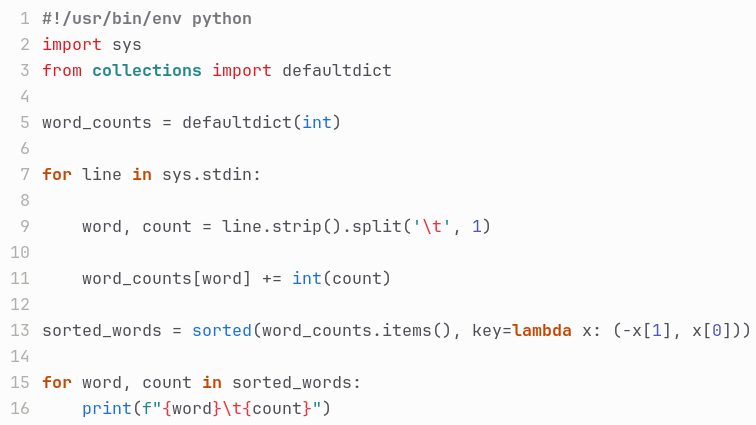 1 #!/usr/bin/env python
2 import sys
3 from collections import defaultdict
4
5 word_counts = defaultdict(int)
6
7 for line in sys.stdin:
8
9     word, count = line.strip().split('\t', 1)
10
11     word_counts[word] += int(count)
12
13 sorted_words = sorted(word_counts.items(), key=lambda x: (-x[1], x[0]))
14
15 for word, count in sorted_words:
16     print(f"{word}\t{count}")